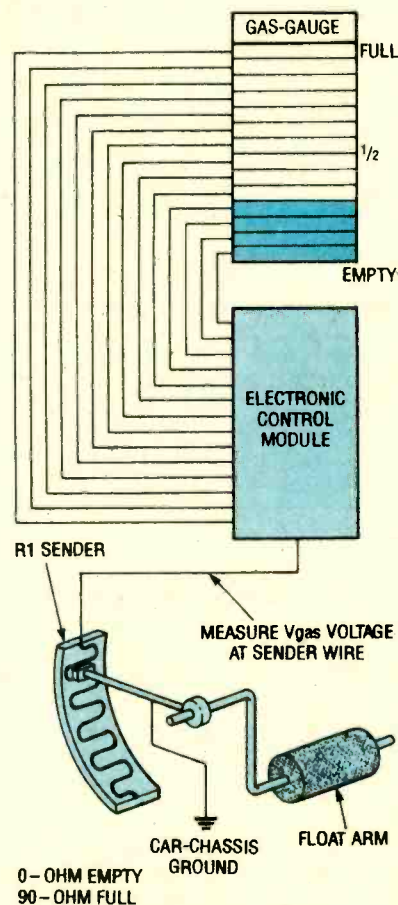 GAS-GAUGE
FULL
1/2
EMPTY
ELECTRONIC
CONTROL
MODULE
R1 SENDER
MEASURE Vgas VOLTAGE
AT SENDER WIRE
CAR-CHASSIS
GROUND
FLOAT ARM
0–OHM EMPTY
90–OHM FULL